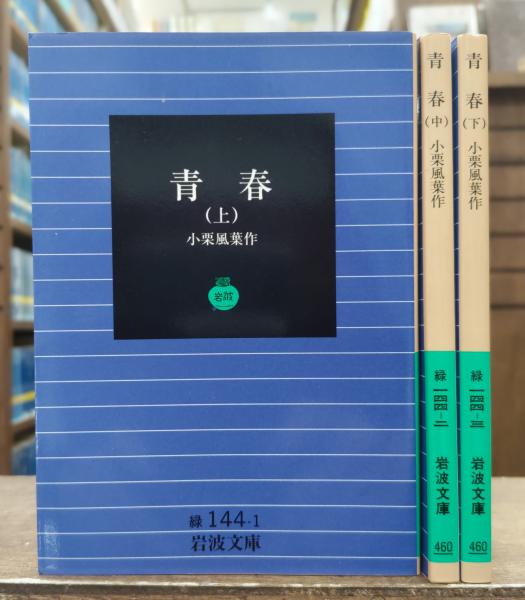 青春
（上）
小栗風葉作
岩波
緑 144-1
岩波文庫
青春（中） 小栗風葉作
緑一四四-二
岩波文庫
460
青春（下） 小栗風葉作
緑一四四-三
岩波文庫
460